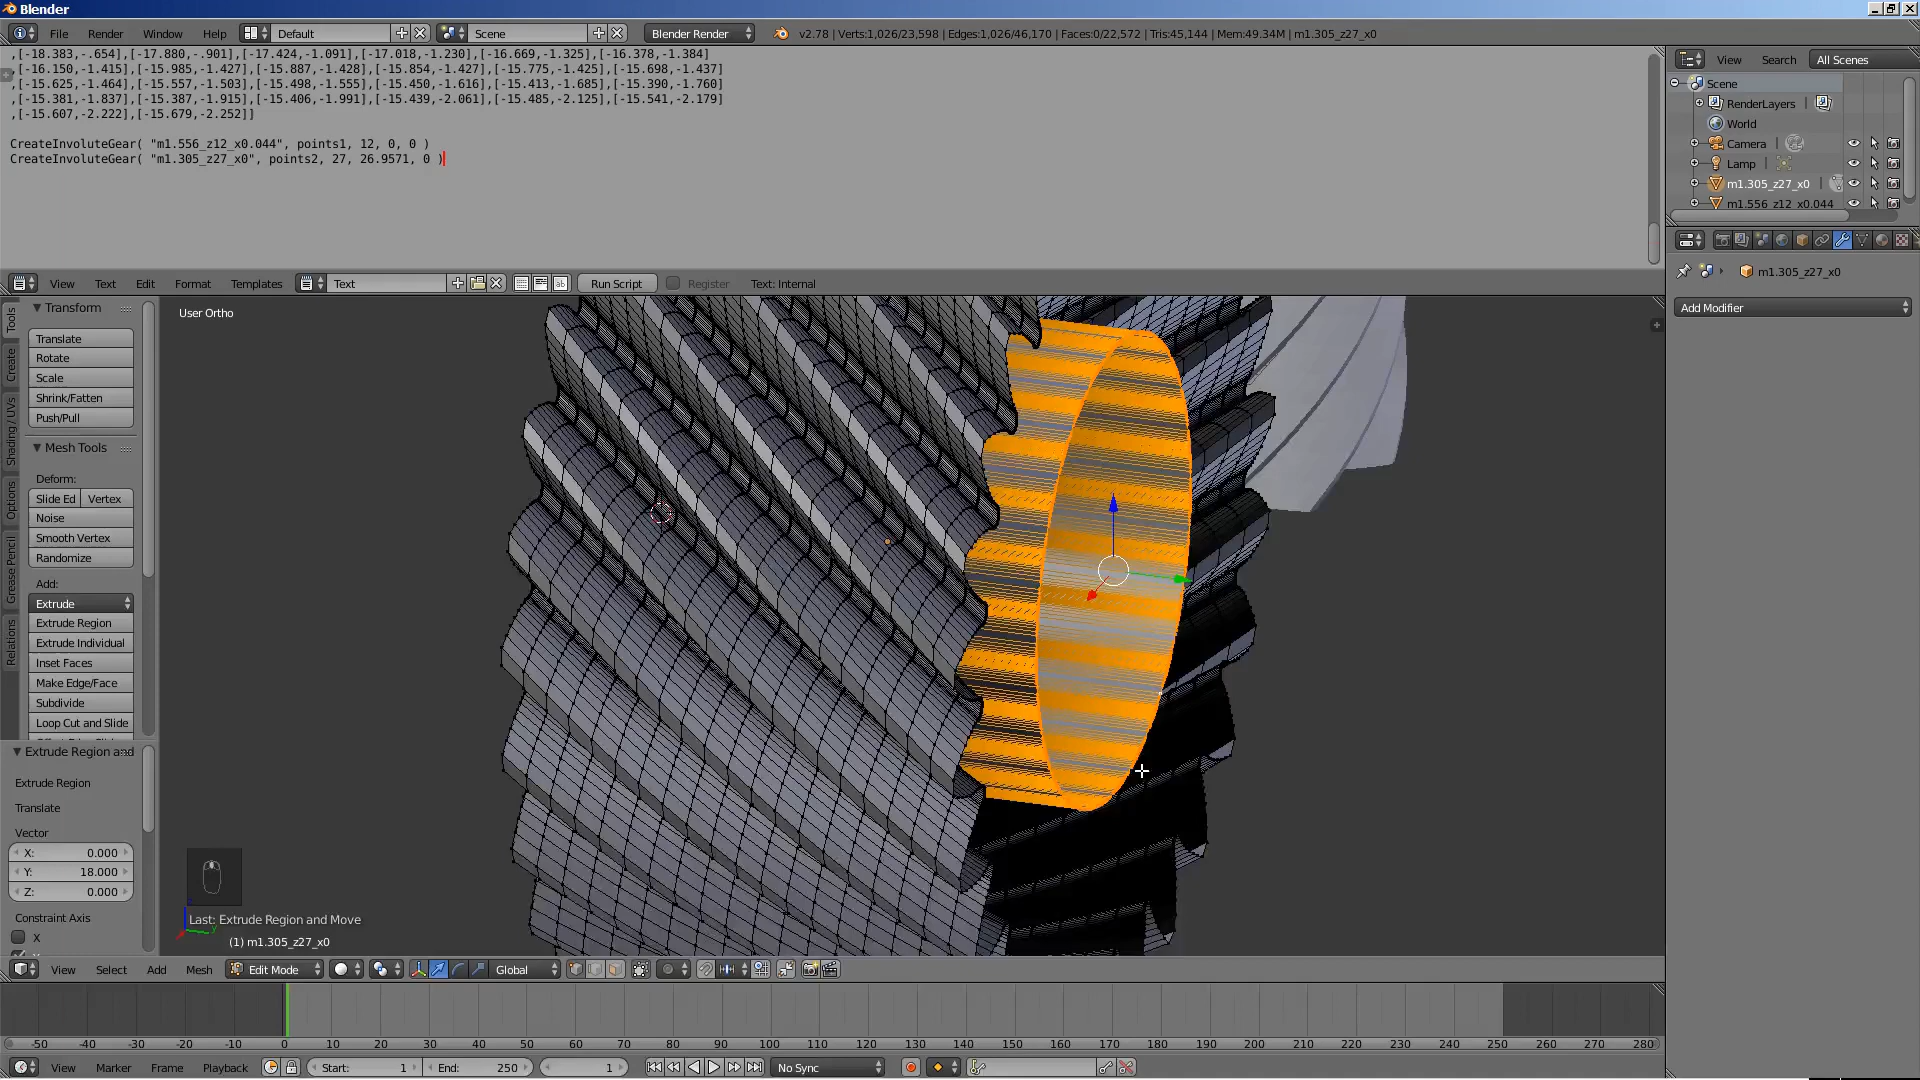 Blender
File Render Window Help Default Scene Blender Render v2.78 | Verts:1,026/23,598 | Edges:1,026/46,170 | Faces:0/22,572 | Tris:45,144 | Mem:49.34M | m1.305_z27_x0
,[-18.383,-.654],[-17.880,-.901],[-17.424,-1.091],[-17.018,-1.230],[-16.669,-1.325],[-16.378,-1.384]
,[-16.150,-1.415],[-15.985,-1.427],[-15.887,-1.428],[-15.854,-1.427],[-15.775,-1.425],[-15.698,-1.437]
,[-15.625,-1.464],[-15.557,-1.503],[-15.498,-1.555],[-15.450,-1.616],[-15.413,-1.685],[-15.390,-1.760]
,[-15.381,-1.837],[-15.387,-1.915],[-15.406,-1.991],[-15.439,-2.061],[-15.485,-2.125],[-15.541,-2.179]
,[-15.607,-2.222],[-15.679,-2.252]]
CreateInvoluteGear( "m1.556_z12_x0.044", points1, 12, 0, 0 )
CreateInvoluteGear( "m1.305_z27_x0", points2, 27, 26.9571, 0 )
View Search All Scenes
Scene
RenderLayers
World
Camera
Lamp
m1.305_z27_x0
m1.556_z12_x0.044
m1.305_z27_x0
Add Modifier
View Text Edit Format Templates Text Run Script Register Text: Internal
Tools
Create
Shading / UVs
Options
Grease Pencil
Relations
Transform
Translate
Rotate
Scale
Shrink/Fatten
Push/Pull
Mesh Tools
Deform:
Slide Ed Vertex
Noise
Smooth Vertex
Randomize
Add:
Extrude
Extrude Region
Extrude Individual
Inset Faces
Make Edge/Face
Subdivide
Loop Cut and Slide
Extrude Region and
Extrude Region
Translate
Vector
X: 0.000
Y: 18.000
Z: 0.000
Constraint Axis
X
User Ortho
Last: Extrude Region and Move
(1) m1.305_z27_x0
View Select Add Mesh Edit Mode Global
-50 -40 -30 -20 -10 0 10 20 30 40 50 60 70 80 90 100 110 120 130 140 150 160 170 180 190 200 210 220 230 240 250 260 270 280
View Marker Frame Playback Start: 1 End: 250 1 No Sync